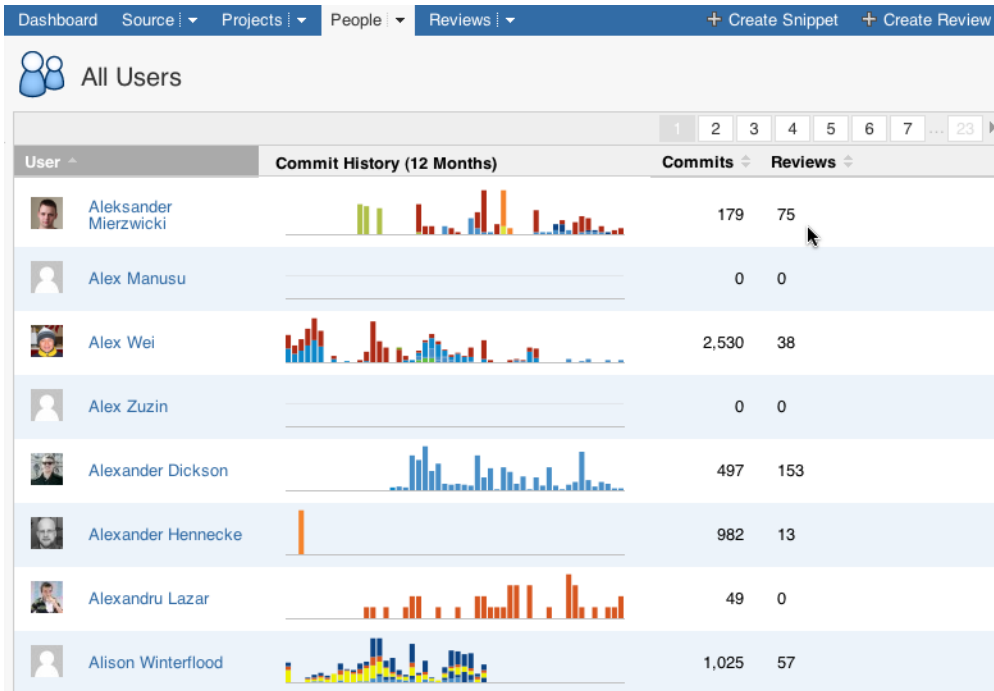 Dashboard Source Projects People Reviews + Create Snippet + Create Review
All Users
1 2 3 4 5 6 7 ... 23
User Commit History (12 Months) Commits Reviews
Aleksander
Mierzwicki 179 75
Alex Manusu 0 0
Alex Wei 2,530 38
Alex Zuzin 0 0
Alexander Dickson 497 153
Alexander Hennecke 982 13
Alexandru Lazar 49 0
Alison Winterflood 1,025 57